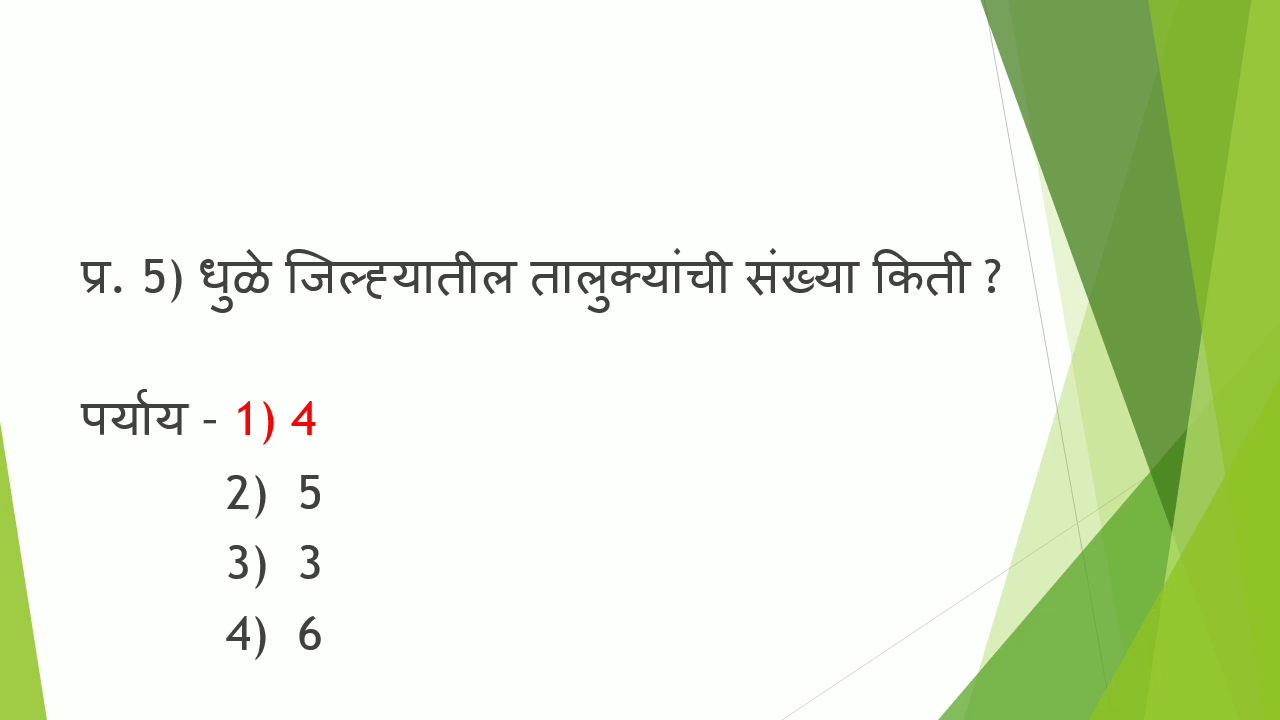 प्र. 5) धुळे जिल्ह्यातील तालुक्यांची संख्या किती ?
पर्याय - 1) 4
2) 5
3) 3
4) 6